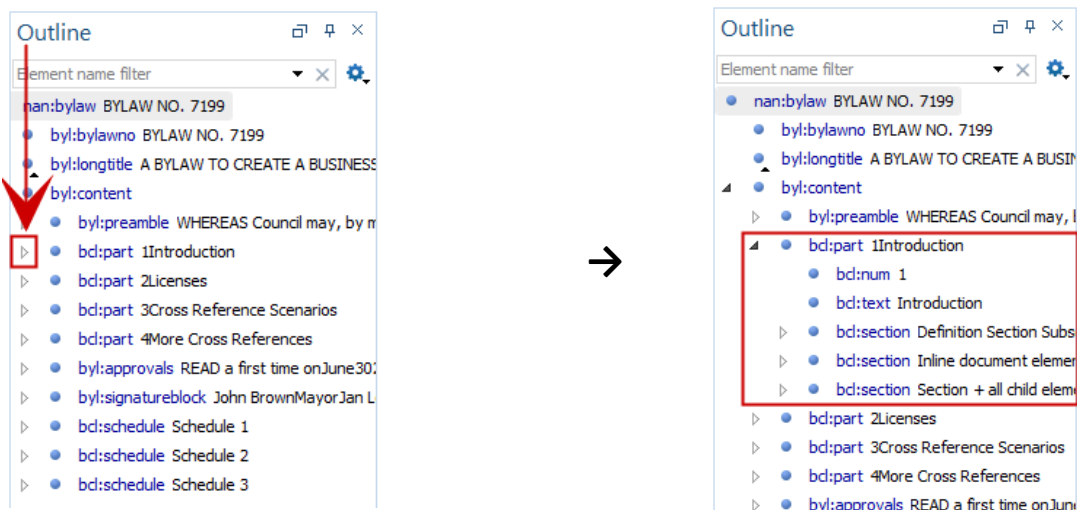 Outline
Element name filter
nan:bylaw BYLAW NO. 7199
byl:bylawno BYLAW NO. 7199
byl:longtitle A BYLAW TO CREATE A BUSINESS
byl:content
byl:preamble WHEREAS Council may, by m
bcl:part 1Introduction
bcl:part 2Licenses
bcl:part 3Cross Reference Scenarios
bcl:part 4More Cross References
byl:approvals READ a first time onJune30
byl:signatureblock John BrownMayorJan L
bcl:schedule Schedule 1
bcl:schedule Schedule 2
bcl:schedule Schedule 3
Outline
Element name filter
nan:bylaw BYLAW NO. 7199
byl:bylawno BYLAW NO. 7199
byl:longtitle A BYLAW TO CREATE A BUSIN
byl:content
byl:preamble WHEREAS Council may,
bcl:part 1Introduction
bcl:num 1
bcl:text Introduction
bcl:section Definition Section Subs
bcl:section Inline document elemen
bcl:section Section + all child eleme
bcl:part 2Licenses
bcl:part 3Cross Reference Scenarios
bcl:part 4More Cross References
byl:approvals READ a first time onJun